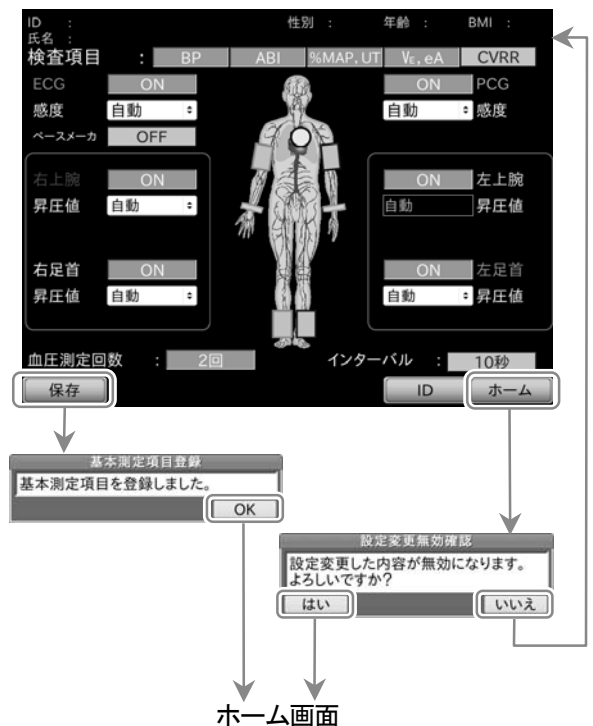 ID : 性別 : 年齢 : BMI :
氏名 :
検査項目 : BP ABI %MAP,UT VE,eA CVRR
ECG ON ON PCG
感度 自動 自動 感度
ペースメーカ OFF
右上腕 ON ON 左上腕
昇圧値 自動 自動 昇圧値
右足首 ON ON 左足首
昇圧値 自動 自動 昇圧値
血圧測定回数 : 2回 インターバル : 10秒
保存 ID ホーム
基本測定項目登録
基本測定項目を登録しました。
OK
設定変更無効確認
設定変更した内容が無効になります。
よろしいですか?
はい いいえ
ホーム画面